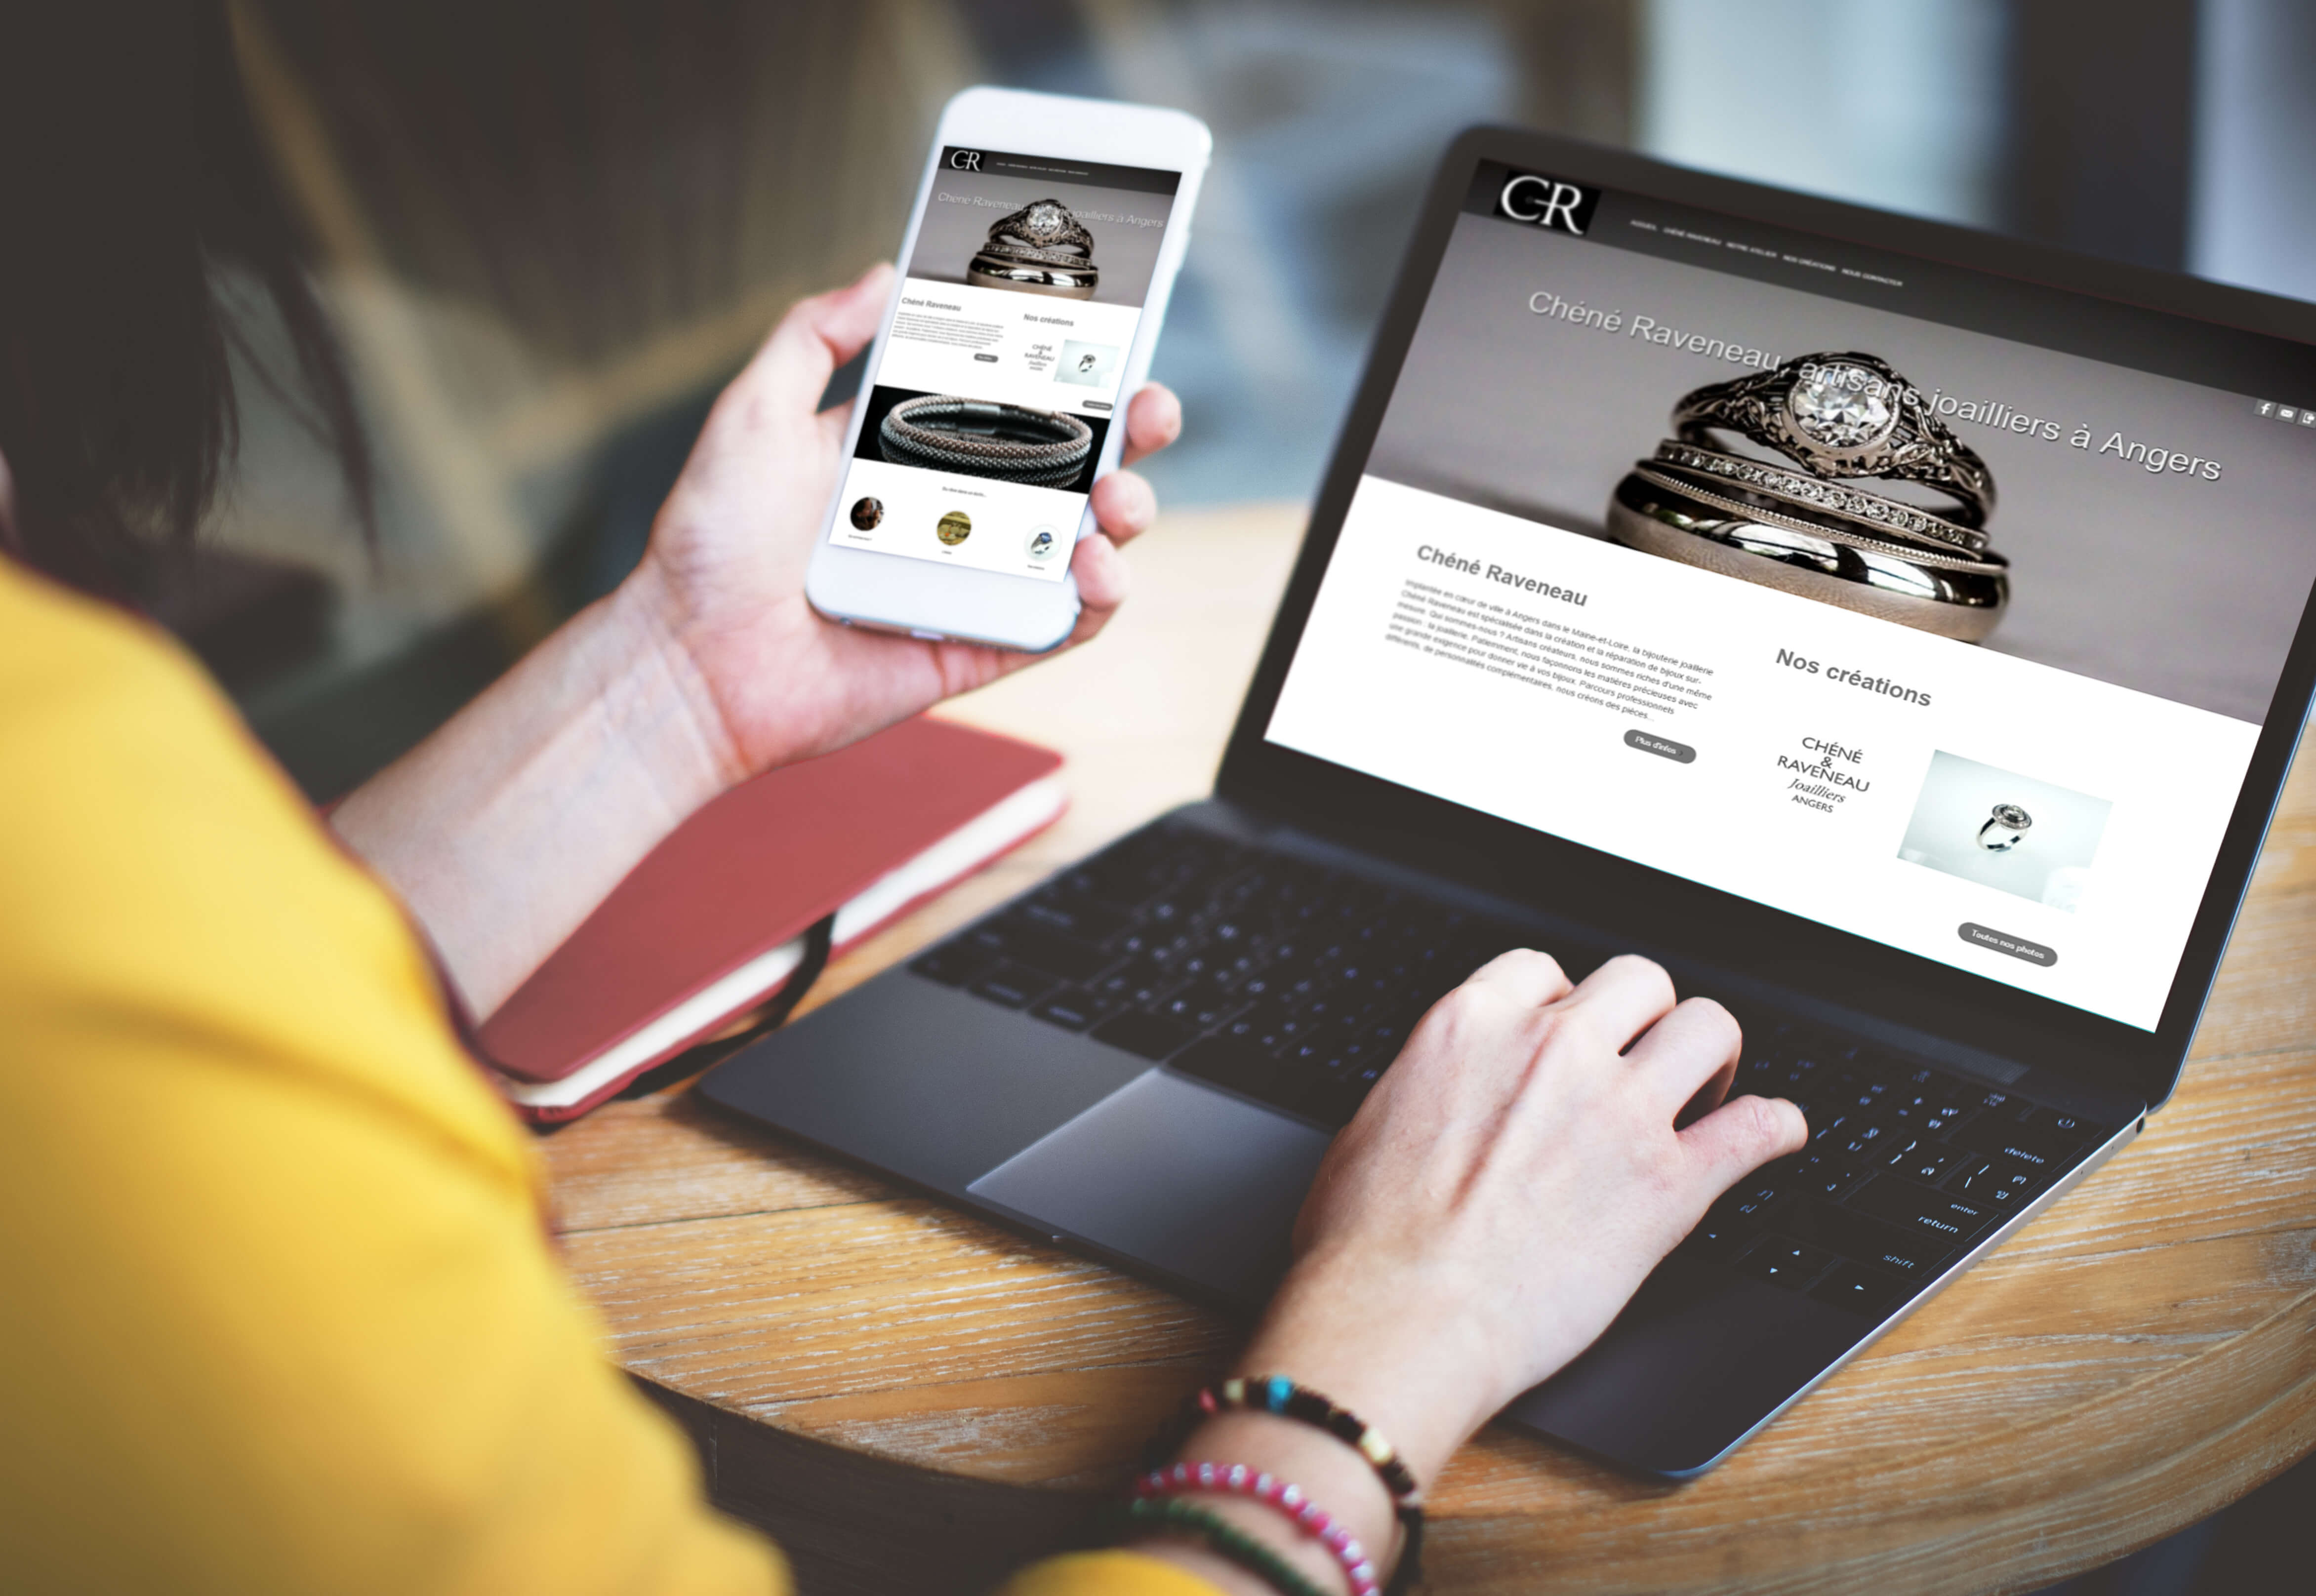 CR
Chéné Raveneau
joailliers à Angers
Chéné Raveneau
Nos créations
CHÉNÉ
&
RAVENEAU
Joailliers
CR
ACCUEIL CHÉNÉ RAVENEAU NOTRE ATELIER NOS CRÉATIONS NOUS CONTACTER
Chéné Raveneau, artisans joailliers à Angers
f
Chéné Raveneau
Implantée en cœur de ville à Angers dans le Maine-et-Loire, la bijouterie joaillerie
Chéné Raveneau est spécialisée dans la création et la réparation de bijoux sur-
mesure. Qui sommes-nous ? Artisans créateurs, nous sommes riches d'une même
passion : la joaillerie. Patiemment, nous façonnons les matières précieuses avec
une grande exigence pour donner vie à vos bijoux. Parcours professionnels
différents, de personnalités complémentaires, nous créons des pièces...
Plus d'infos
Nos créations
CHÉNÉ
&
RAVENEAU
Joailliers
ANGERS
Toutes nos photos
delete
enter
return
shift